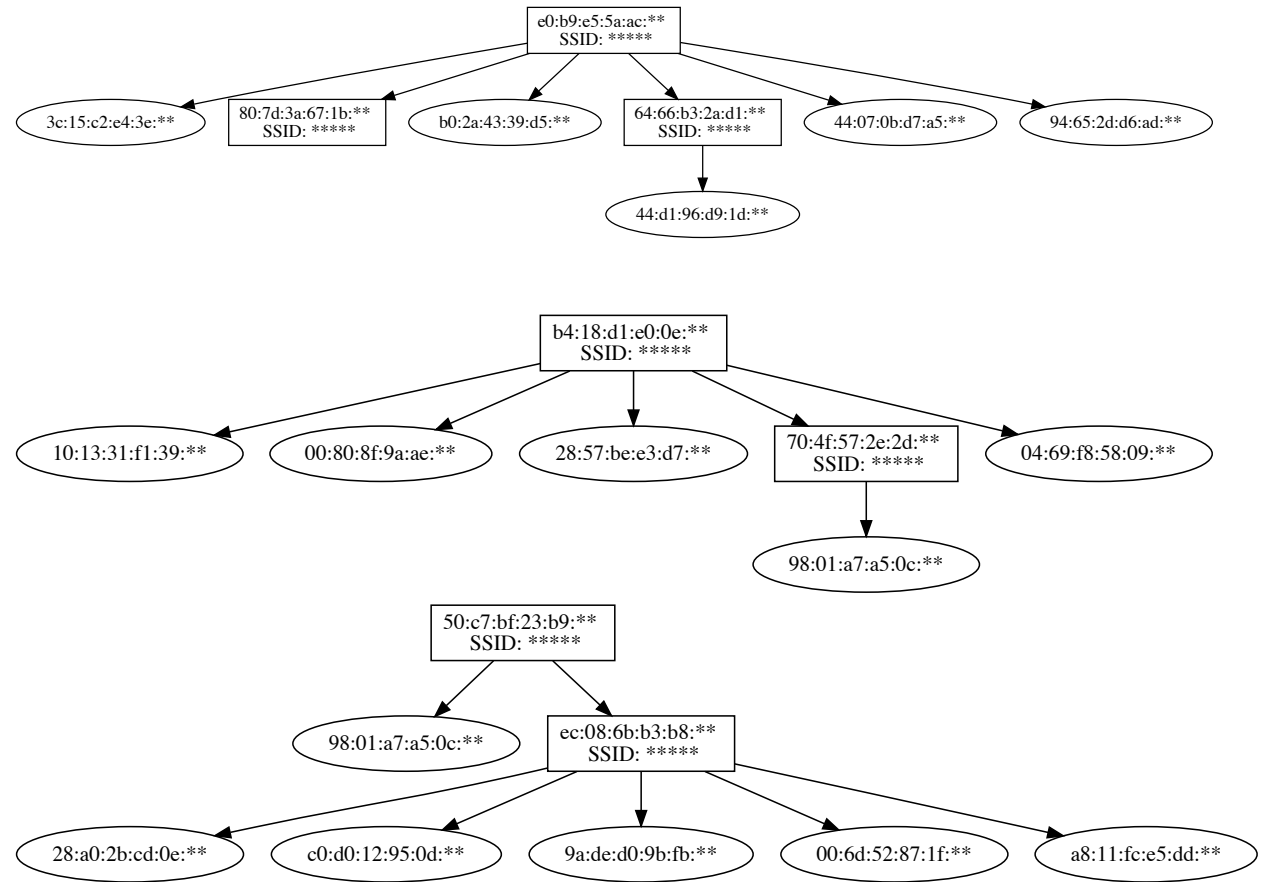 e0:b9:e5:5a:ac:**
SSID: *****
3c:15:c2:e4:3e:**
80:7d:3a:67:1b:**
SSID: *****
b0:2a:43:39:d5:**
64:66:b3:2a:d1:**
SSID: *****
44:07:0b:d7:a5:**
94:65:2d:d6:ad:**
44:d1:96:d9:1d:**
b4:18:d1:e0:0e:**
SSID: *****
10:13:31:f1:39:**
00:80:8f:9a:ae:**
28:57:be:e3:d7:**
70:4f:57:2e:2d:**
SSID: *****
04:69:f8:58:09:**
98:01:a7:a5:0c:**
50:c7:bf:23:b9:**
SSID: *****
98:01:a7:a5:0c:**
ec:08:6b:b3:b8:**
SSID: *****
28:a0:2b:cd:0e:**
c0:d0:12:95:0d:**
9a:de:d0:9b:fb:**
00:6d:52:87:1f:**
a8:11:fc:e5:dd:**